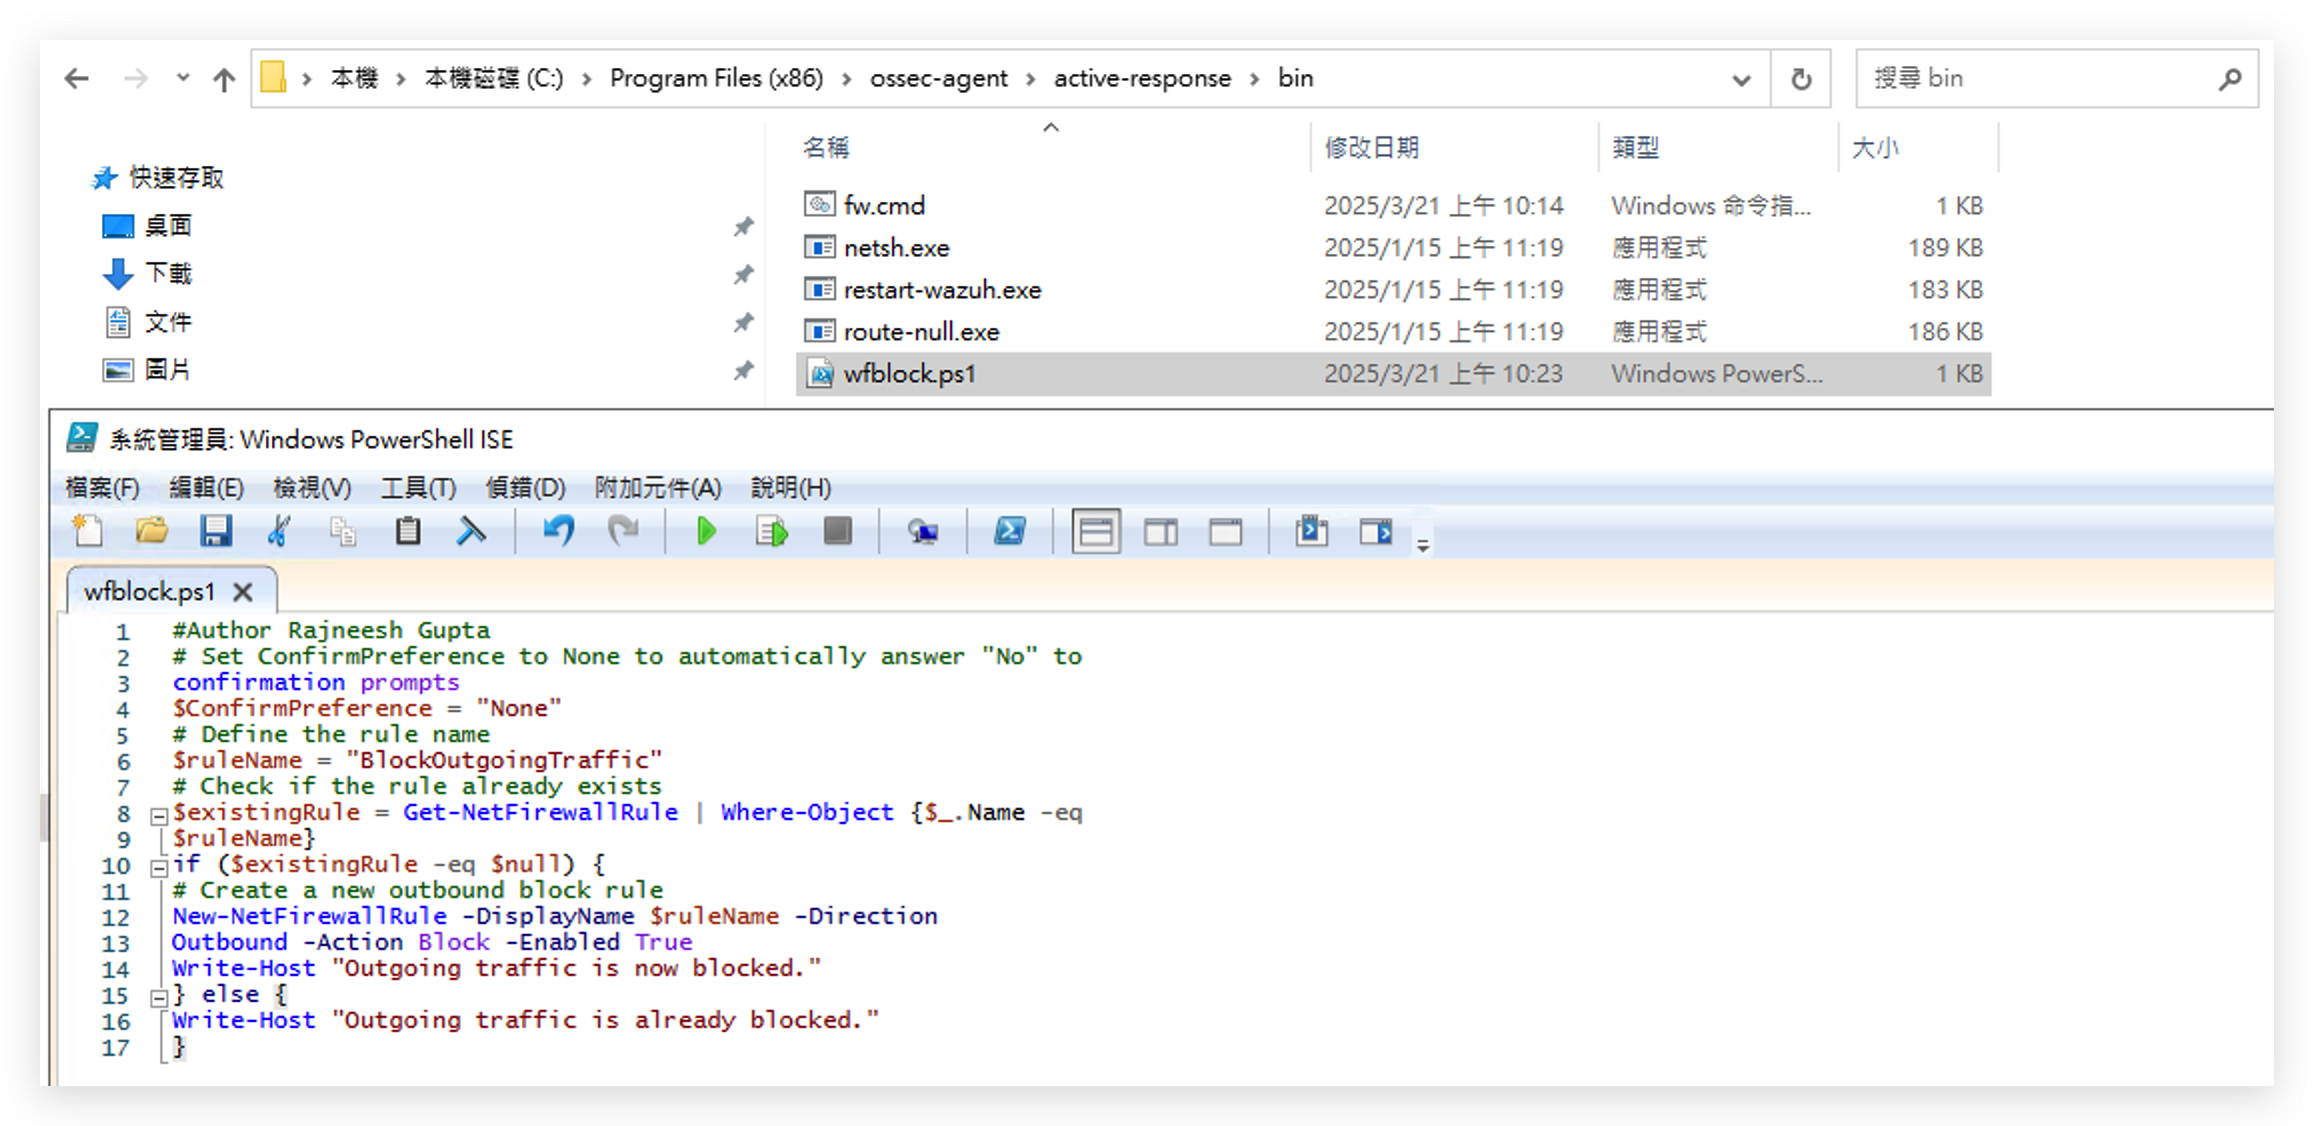 本機 本機磁碟 (C:) Program Files (x86) ossec-agent active-response bin
搜尋 bin
快速存取
桌面
下載
文件
圖片
名稱 修改日期 類型 大小
fw.cmd 2025/3/21 上午 10:14 Windows 命令指... 1 KB
netsh.exe 2025/1/15 上午 11:19 應用程式 189 KB
restart-wazuh.exe 2025/1/15 上午 11:19 應用程式 183 KB
route-null.exe 2025/1/15 上午 11:19 應用程式 186 KB
wfblock.ps1 2025/3/21 上午 10:23 Windows PowerS... 1 KB
系統管理員: Windows PowerShell ISE
檔案(F) 編輯(E) 檢視(V) 工具(T) 偵錯(D) 附加元件(A) 說明(H)
wfblock.ps1
1 #Author Rajneesh Gupta
2 # Set ConfirmPreference to None to automatically answer "No" to
3 confirmation prompts
4 $ConfirmPreference = "None"
5 # Define the rule name
6 $ruleName = "BlockOutgoingTraffic"
7 # Check if the rule already exists
8 $existingRule = Get-NetFirewallRule | Where-Object {$_.Name -eq
9 $ruleName}
10 if ($existingRule -eq $null) {
11 # Create a new outbound block rule
12 New-NetFirewallRule -DisplayName $ruleName -Direction
13 Outbound -Action Block -Enabled True
14 Write-Host "Outgoing traffic is now blocked."
15 } else {
16 Write-Host "Outgoing traffic is already blocked."
17 }